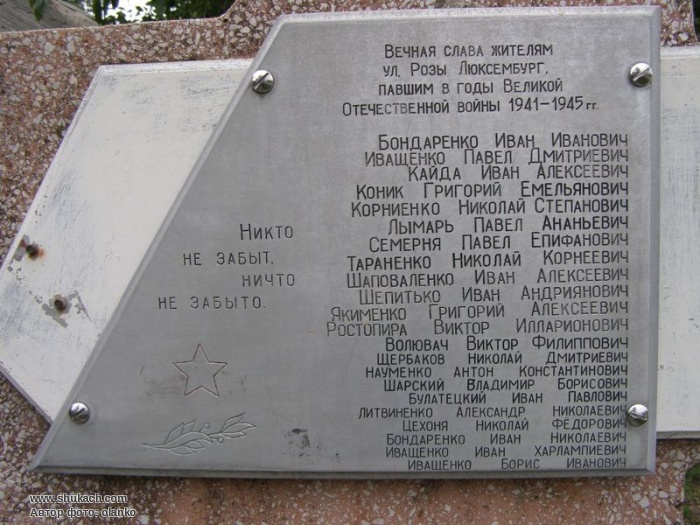 Вечная слава жителям
ул. Розы Люксембург,
павшим в годы Великой
Отечественной войны 1941-1945 гг.
Бондаренко Иван Иванович
Иващенко Павел Дмитриевич
Кайда Иван Алексеевич
Коник Григорий Емельянович
Корниенко Николай Степанович
Лымарь Павел Ананьевич
Семерня Павел Епифанович
Тараненко Николай Корнеевич
Шаповаленко Иван Алексеевич
Шепитько Иван Андриянович
Якименко Григорий Алексеевич
Ростопира Виктор Илларионович
Волювач Виктор Филиппович
Щербаков Николай Дмитриевич
Науменко Антон Константинович
Шарский Владимир Борисович
Булатецкий Иван Павлович
Литвиненко Александр Николаевич
Цехоня Николай Фёдорович
Бондаренко Иван Николаевич
Иващенко Иван Харлампиевич
Иващенко Борис Иванович
Никто
не забыт,
ничто
не забыто.
www.shukach.com
Автор фото: olanko